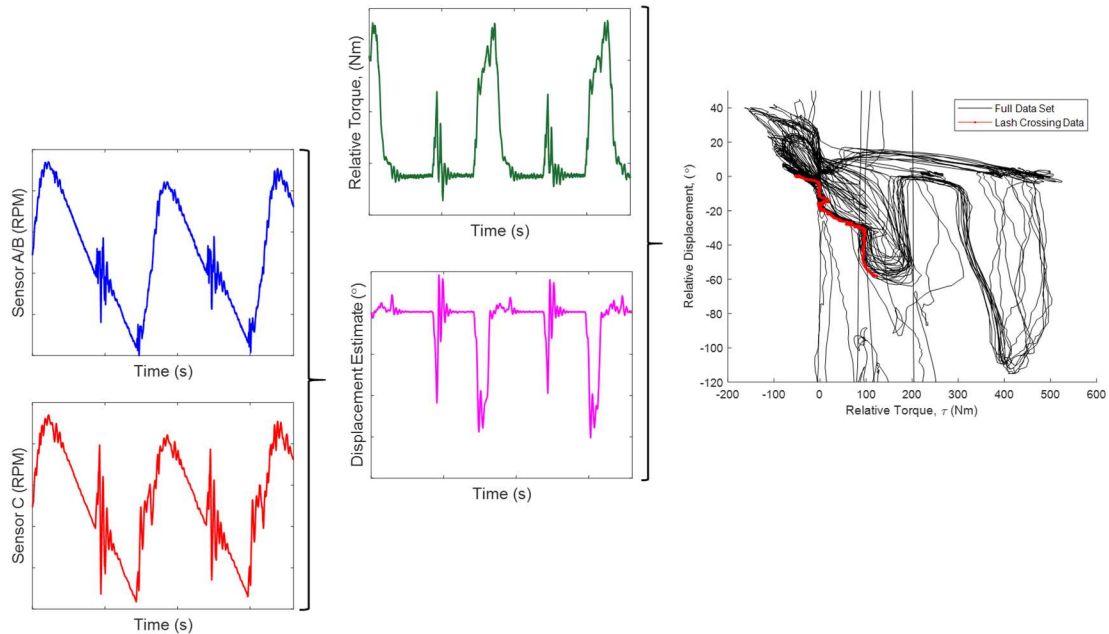 Sensor A/B (RPM)
Time (s)
Sensor C (RPM)
Time (s)
Relative Torque, (Nm)
Time (s)
Displacement Estimate (°)
Time (s)
Relative Displacement, (°)
40
20
0
-20
-40
-60
-80
-100
-120
Full Data Set
Lash Crossing Data
-200 -100 0 100 200 300 400 500 600
Relative Torque, τ (Nm)